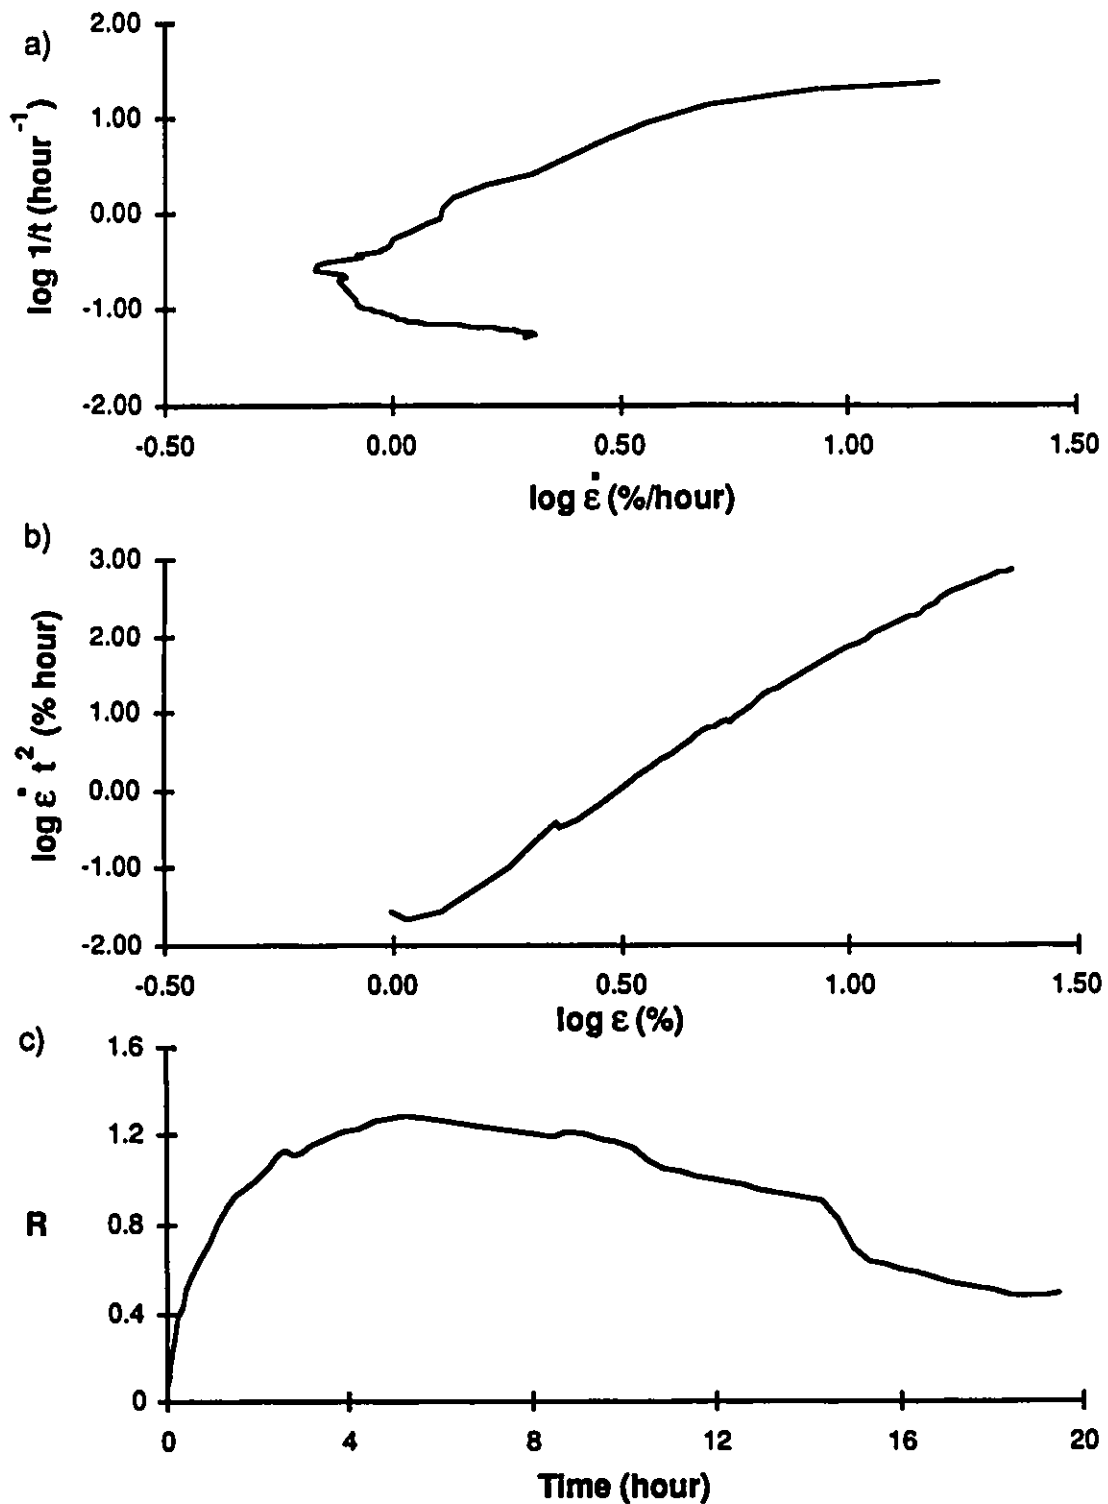 a)
2.00
1.00
0.00
-1.00
-2.00
log 1/t (hour⁻¹)
-0.50 0.00 0.50 1.00 1.50
log ε̇ (%/hour)
b)
3.00
2.00
1.00
0.00
-1.00
-2.00
log ε̇ t² (% hour)
-0.50 0.00 0.50 1.00 1.50
log ε (%)
c)
1.6
1.2
0.8
0.4
0
R
0 4 8 12 16 20
Time (hour)